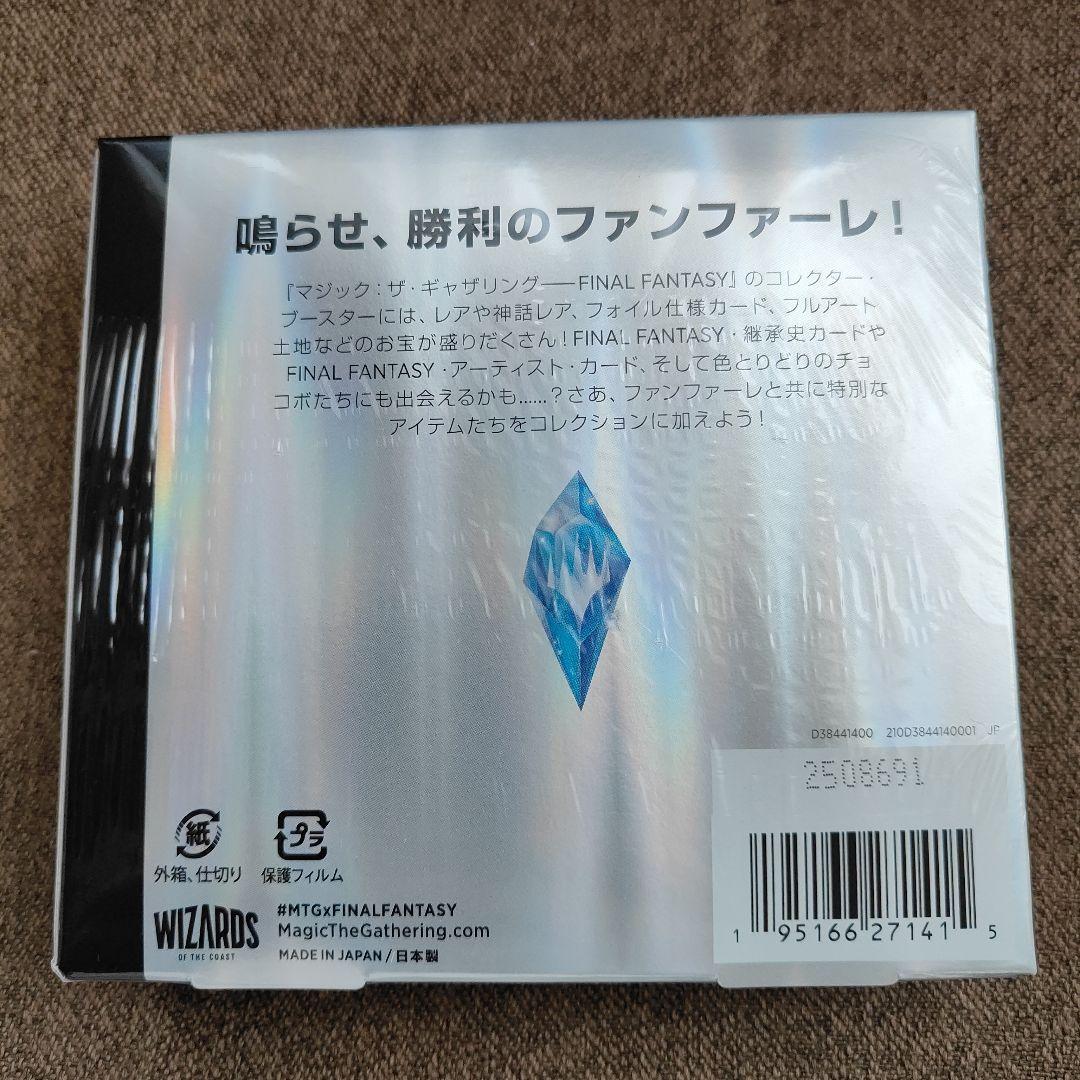 鳴らせ、勝利のファンファーレ！
『マジック：ザ・ギャザリング——FINAL FANTASY』のコレクター・
ブースターには、レアや神話レア、フォイル仕様カード、フルアート
土地などのお宝が盛りだくさん！FINAL FANTASY・継承史カードや
FINAL FANTASY・アーティスト・カード、そして色とりどりのチョ
コボたちにも出会えるかも……？さあ、ファンファーレと共に特別な
アイテムたちをコレクションに加えよう！
D38441400 210D3844140001 JP
2508691
紙
外箱、仕切り
プラ
保護フィルム
WIZARDS
OF THE COAST
#MTGxFINALFANTASY
MagicTheGathering.com
MADE IN JAPAN / 日本製
1 95166 27141 5